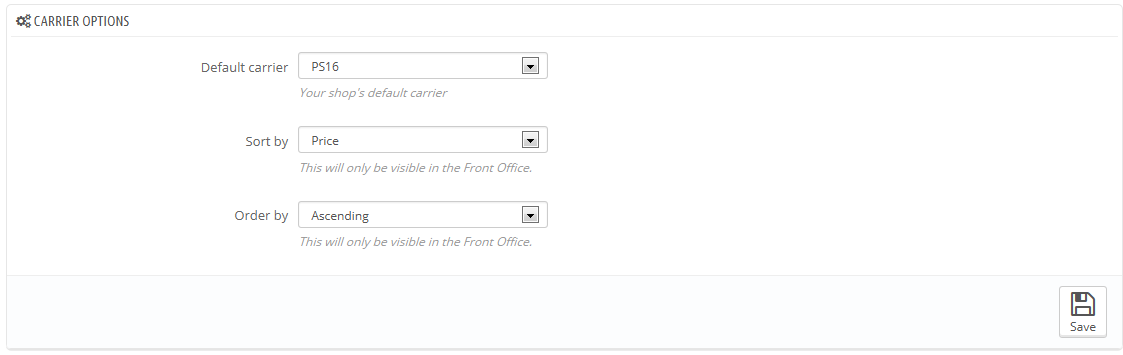 CARRIER OPTIONS
Default carrier PS16
Your shop's default carrier
Sort by Price
This will only be visible in the Front Office.
Order by Ascending
This will only be visible in the Front Office.
Save